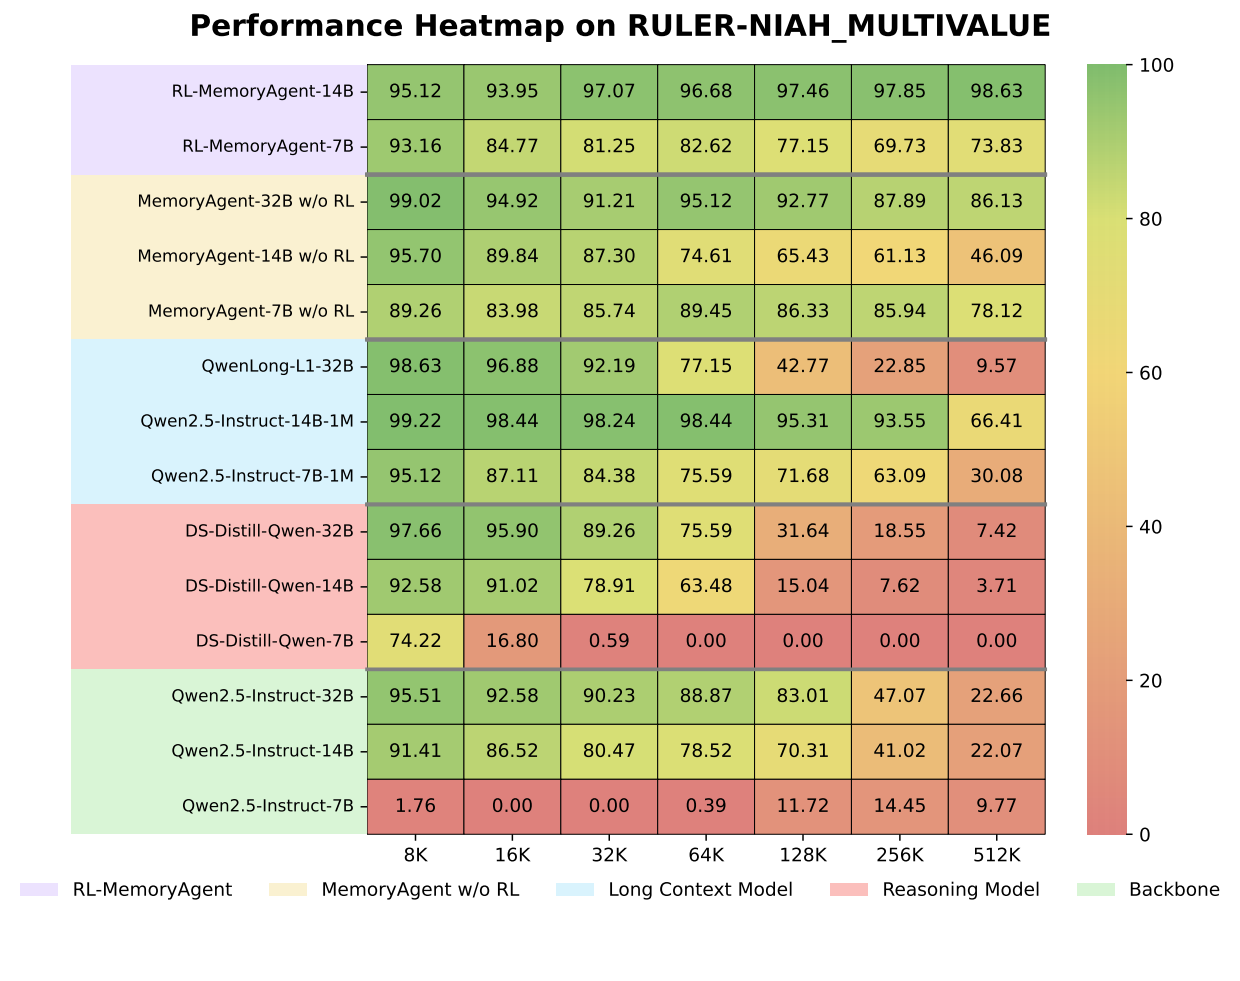 Performance Heatmap on RULER-NIAH_MULTIVALUE
RL-MemoryAgent-14B 95.12 93.95 97.07 96.68 97.46 97.85 98.63
RL-MemoryAgent-7B 93.16 84.77 81.25 82.62 77.15 69.73 73.83
MemoryAgent-32B w/o RL 99.02 94.92 91.21 95.12 92.77 87.89 86.13
MemoryAgent-14B w/o RL 95.70 89.84 87.30 74.61 65.43 61.13 46.09
MemoryAgent-7B w/o RL 89.26 83.98 85.74 89.45 86.33 85.94 78.12
QwenLong-L1-32B 98.63 96.88 92.19 77.15 42.77 22.85 9.57
Qwen2.5-Instruct-14B-1M 99.22 98.44 98.24 98.44 95.31 93.55 66.41
Qwen2.5-Instruct-7B-1M 95.12 87.11 84.38 75.59 71.68 63.09 30.08
DS-Distill-Qwen-32B 97.66 95.90 89.26 75.59 31.64 18.55 7.42
DS-Distill-Qwen-14B 92.58 91.02 78.91 63.48 15.04 7.62 3.71
DS-Distill-Qwen-7B 74.22 16.80 0.59 0.00 0.00 0.00 0.00
Qwen2.5-Instruct-32B 95.51 92.58 90.23 88.87 83.01 47.07 22.66
Qwen2.5-Instruct-14B 91.41 86.52 80.47 78.52 70.31 41.02 22.07
Qwen2.5-Instruct-7B 1.76 0.00 0.00 0.39 11.72 14.45 9.77
8K 16K 32K 64K 128K 256K 512K
100
80
60
40
20
0
RL-MemoryAgent MemoryAgent w/o RL Long Context Model Reasoning Model Backbone